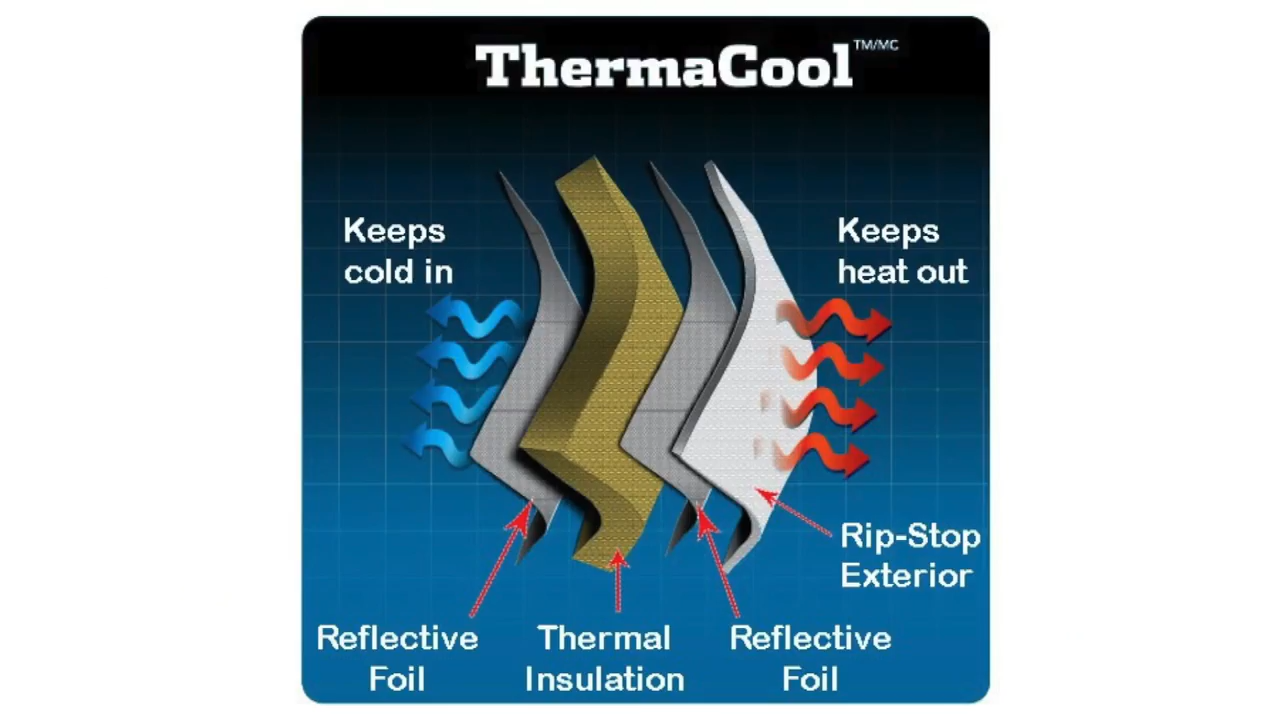 ThermaCool™/MC
Keeps
cold in
Keeps
heat out
Rip-Stop
Exterior
Reflective
Foil
Thermal
Insulation
Reflective
Foil